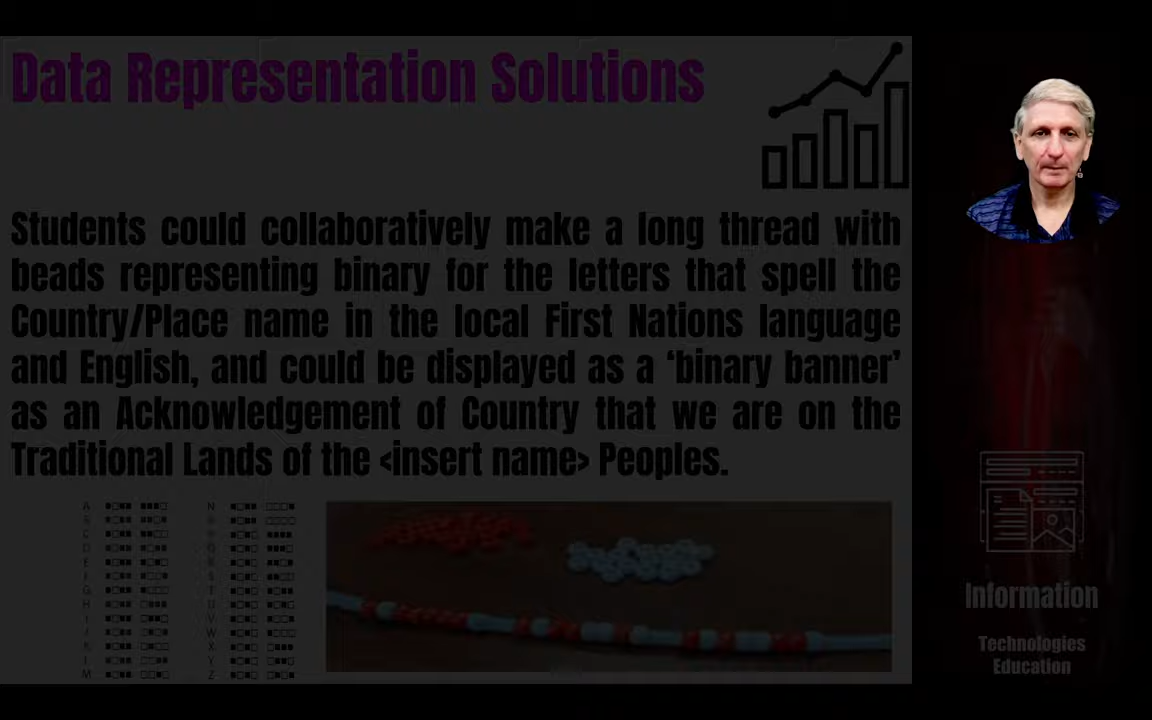 Data Representation Solutions
Students could collaboratively make a long thread with
beads representing binary for the letters that spell the
Country/Place name in the local First Nations language
and English, and could be displayed as a ‘binary banner’
as an Acknowledgement of Country that we are on the
Traditional Lands of the <insert name> Peoples.
A N
C
D
E
F S
G T
H U
I V
J W
K X
L Y
M Z
Information
Technologies
Education